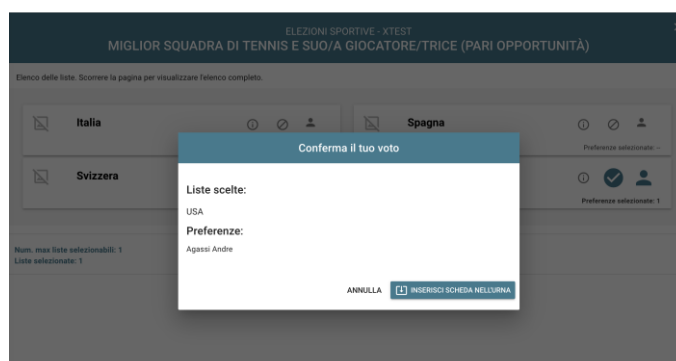 ELEZIONI SPORTIVE - XTEST
MIGLIOR SQUADRA DI TENNIS E SUO/A GIOCATORE/TRICE (PARI OPPORTUNITÀ)
Elenco delle liste. Scorrere la pagina per visualizzare l'elenco completo.
Italia
Spagna
Preferenze selezionate: -
Conferma il tuo voto
Svizzera
Preferenze selezionate: 1
Liste scelte:
USA
Preferenze:
Agassi Andre
Num. max liste selezionabili: 1
Liste selezionate: 1
ANNULLA
INSERISCI SCHEDA NELL'URNA